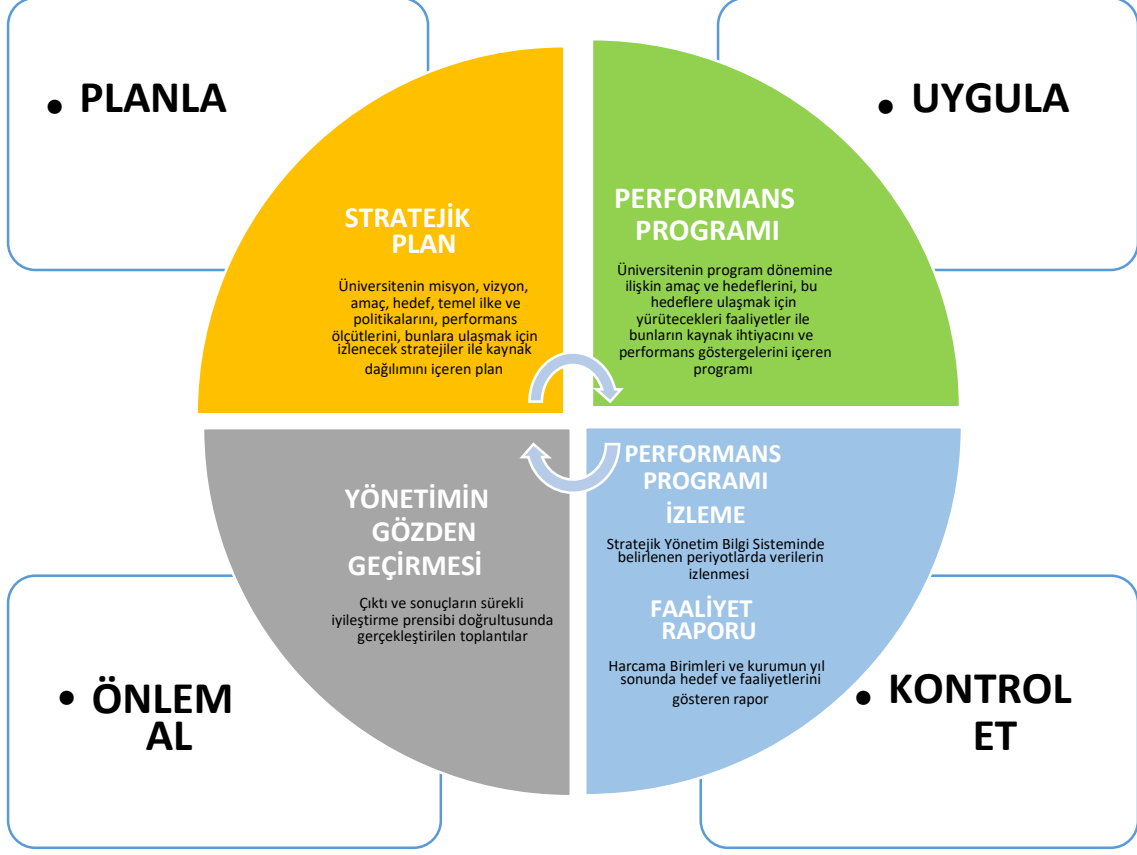 • PLANLA
• UYGULA
STRATEJİK
PLAN
Üniversitenin misyon, vizyon,
amaç, hedef, temel ilke ve
politikalarını, performans
ölçütlerini, bunlara ulaşmak için
izlenecek stratejiler ile kaynak
dağılımını içeren plan
PERFORMANS
PROGRAMI
Üniversitenin program dönemine
ilişkin amaç ve hedeflerini, bu
hedeflere ulaşmak için
yürütecekleri faaliyetler ile
bunların kaynak ihtiyacını ve
performans göstergelerini içeren
programı
YÖNETİMİN
GÖZDEN
GEÇİRMESİ
Çıktı ve sonuçların sürekli
iyileştirme prensibi doğrultusunda
gerçekleştirilen toplantılar
PERFORMANS
PROGRAMI
İZLEME
Stratejik Yönetim Bilgi Sisteminde
belirlenen periyotlarda verilerin
izlenmesi
FAALİYET
RAPORU
Harcama Birimleri ve kurumun yıl
sonunda hedef ve faaliyetlerini
gösteren rapor
• ÖNLEM
AL
• KONTROL
ET